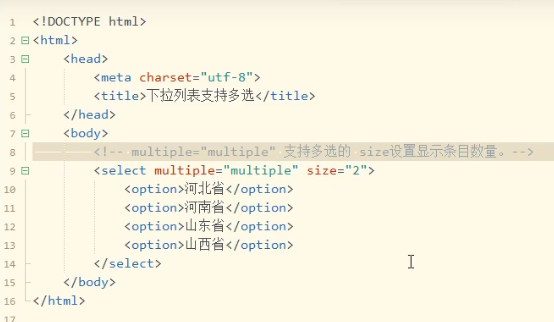 1 <!DOCTYPE html>
2 <html>
3 <head>
4 <meta charset="utf-8">
5 <title>下拉列表支持多选</title>
6 </head>
7 <body>
8 <!-- multiple="multiple" 支持多选的 size设置显示条目数量。-->
9 <select multiple="multiple" size="2">
10 <option>河北省</option>
11 <option>河南省</option>
12 <option>山东省</option>
13 <option>山西省</option>
14 </select>
15 </body>
16 </html>
17